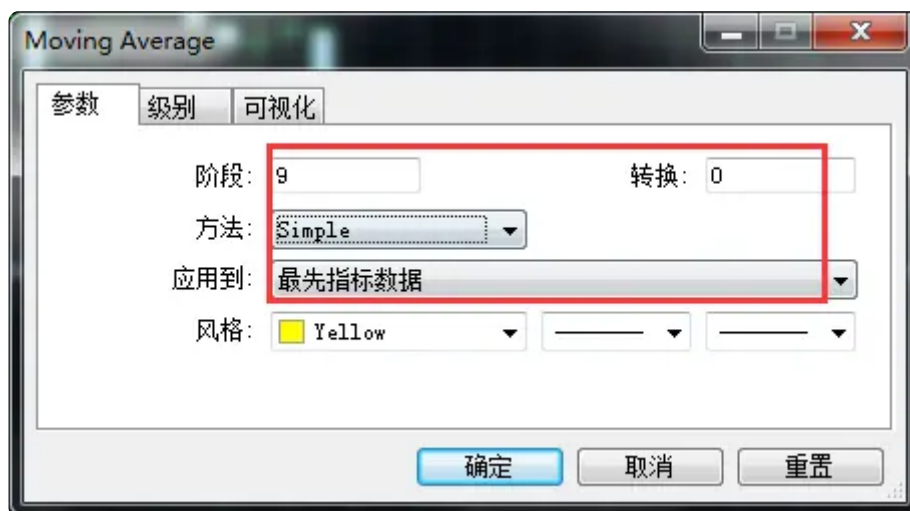 Moving Average
参数 级别 可视化
阶段: 9 转换: 0
方法: Simple
应用到: 最先指标数据
风格: Yellow
确定 取消 重置